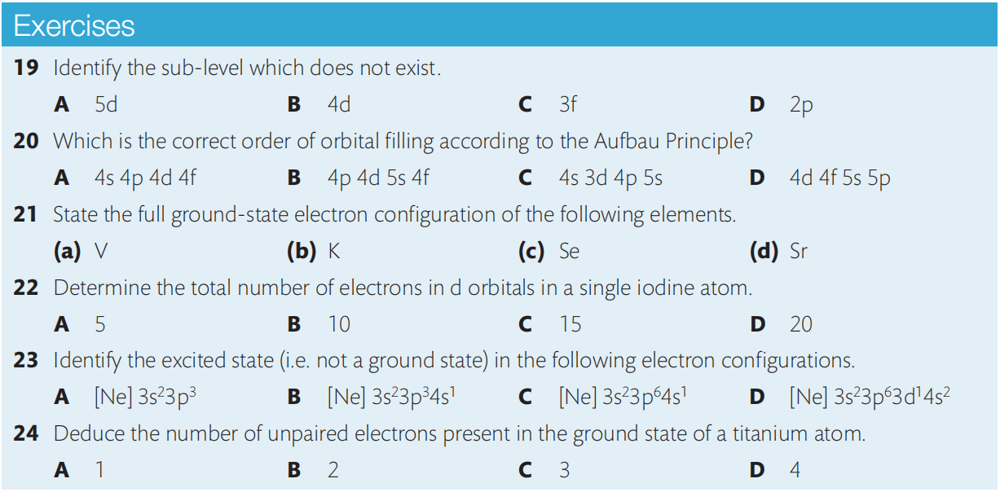 Exercises
19 Identify the sub-level which does not exist.
A 5d B 4d C 3f D 2p
20 Which is the correct order of orbital filling according to the Aufbau Principle?
A 4s 4p 4d 4f B 4p 4d 5s 4f C 4s 3d 4p 5s D 4d 4f 5s 5p
21 State the full ground-state electron configuration of the following elements.
(a) V (b) K (c) Se (d) Sr
22 Determine the total number of electrons in d orbitals in a single iodine atom.
A 5 B 10 C 15 D 20
23 Identify the excited state (i.e. not a ground state) in the following electron configurations.
A [Ne] 3s²3p³ B [Ne] 3s²3p³4s¹ C [Ne] 3s²3p⁶4s¹ D [Ne] 3s²3p⁶3d¹4s²
24 Deduce the number of unpaired electrons present in the ground state of a titanium atom.
A 1 B 2 C 3 D 4